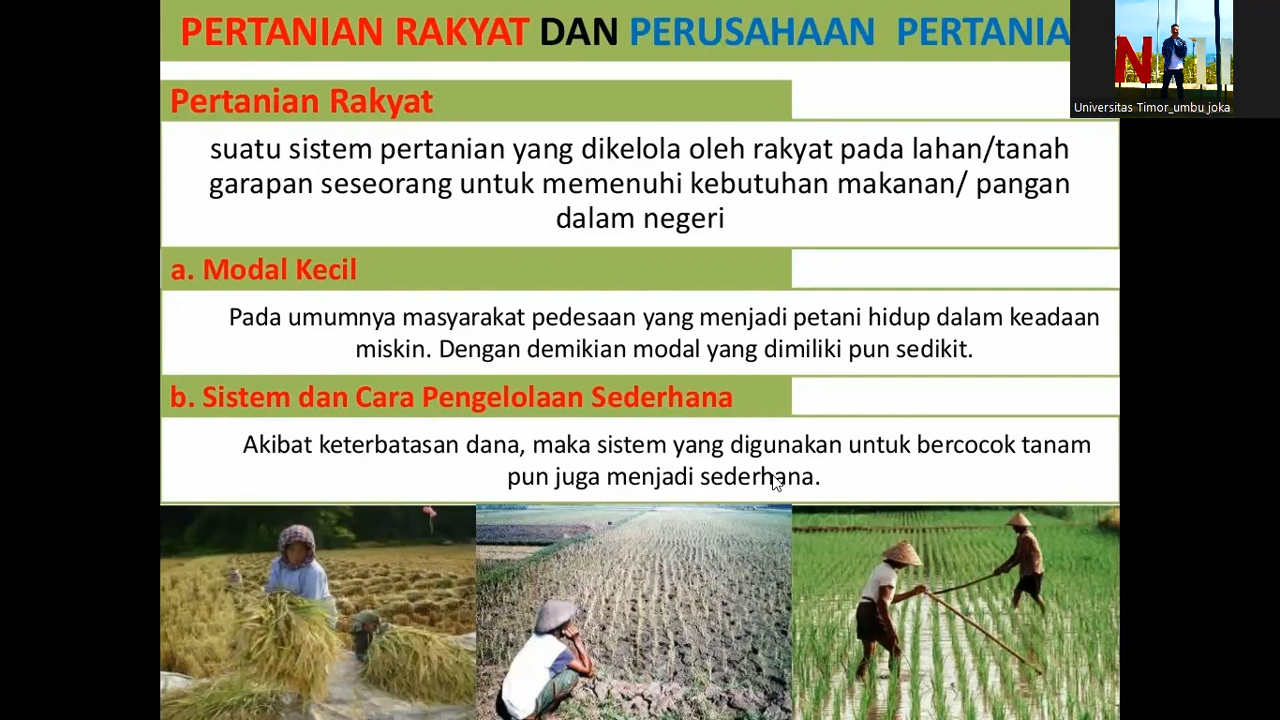 PERTANIAN RAKYAT DAN PERUSAHAAN PERTANIA
Universitas Timor_umbu joka
Pertanian Rakyat
suatu sistem pertanian yang dikelola oleh rakyat pada lahan/tanah
garapan seseorang untuk memenuhi kebutuhan makanan/ pangan
dalam negeri
a. Modal Kecil
Pada umumnya masyarakat pedesaan yang menjadi petani hidup dalam keadaan
miskin. Dengan demikian modal yang dimiliki pun sedikit.
b. Sistem dan Cara Pengelolaan Sederhana
Akibat keterbatasan dana, maka sistem yang digunakan untuk bercocok tanam
pun juga menjadi sederhana.